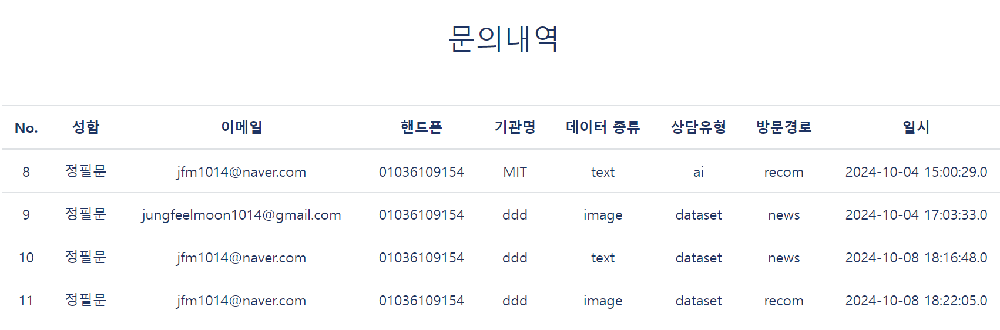 문의내역
No. 성함 이메일 핸드폰 기관명 데이터 종류 상담유형 방문경로 일시
8 정필문 jfm1014@naver.com 01036109154 MIT text ai recom 2024-10-04 15:00:29.0
9 정필문 jungfeelmoon1014@gmail.com 01036109154 ddd image dataset news 2024-10-04 17:03:33.0
10 정필문 jfm1014@naver.com 01036109154 ddd text dataset news 2024-10-08 18:16:48.0
11 정필문 jfm1014@naver.com 01036109154 ddd image dataset recom 2024-10-08 18:22:05.0